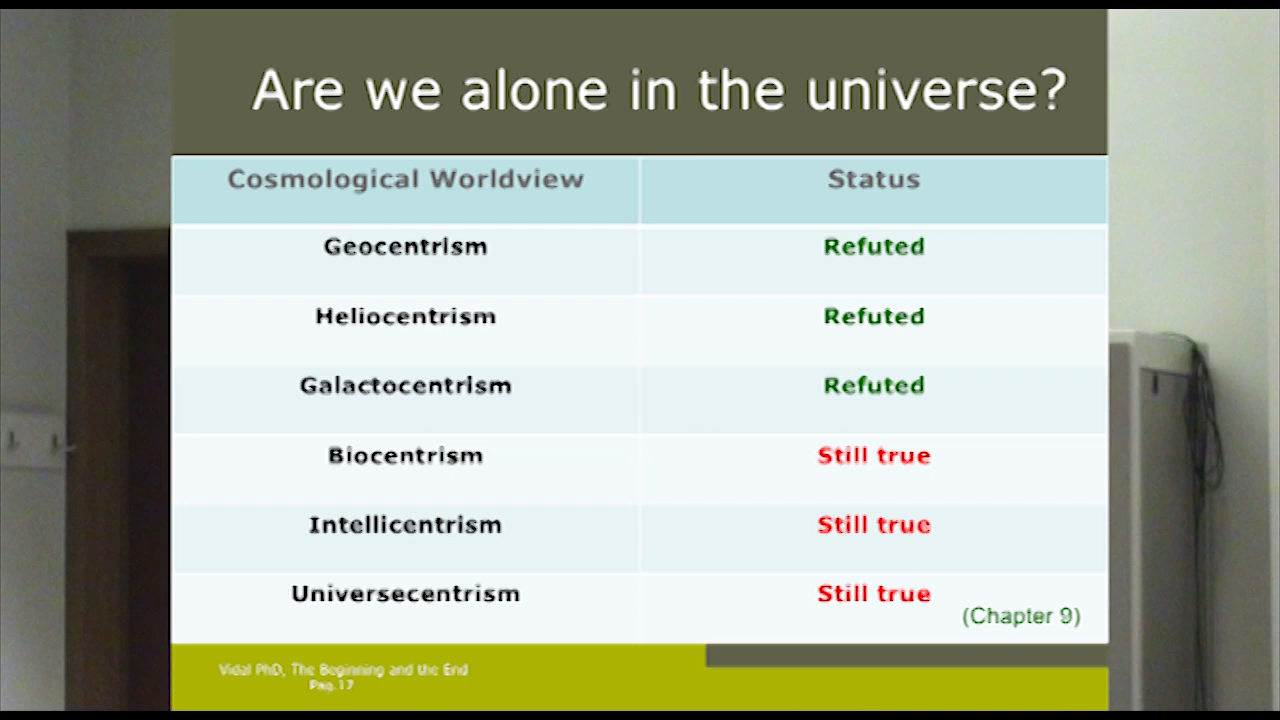 Are we alone in the universe?
Cosmological Worldview Status
Geocentrism Refuted
Heliocentrism Refuted
Galactocentrism Refuted
Biocentrism Still true
Intellicentrism Still true
Universecentrism Still true
(Chapter 9)
Vidal PhD, The Beginning and the End
Pag.17